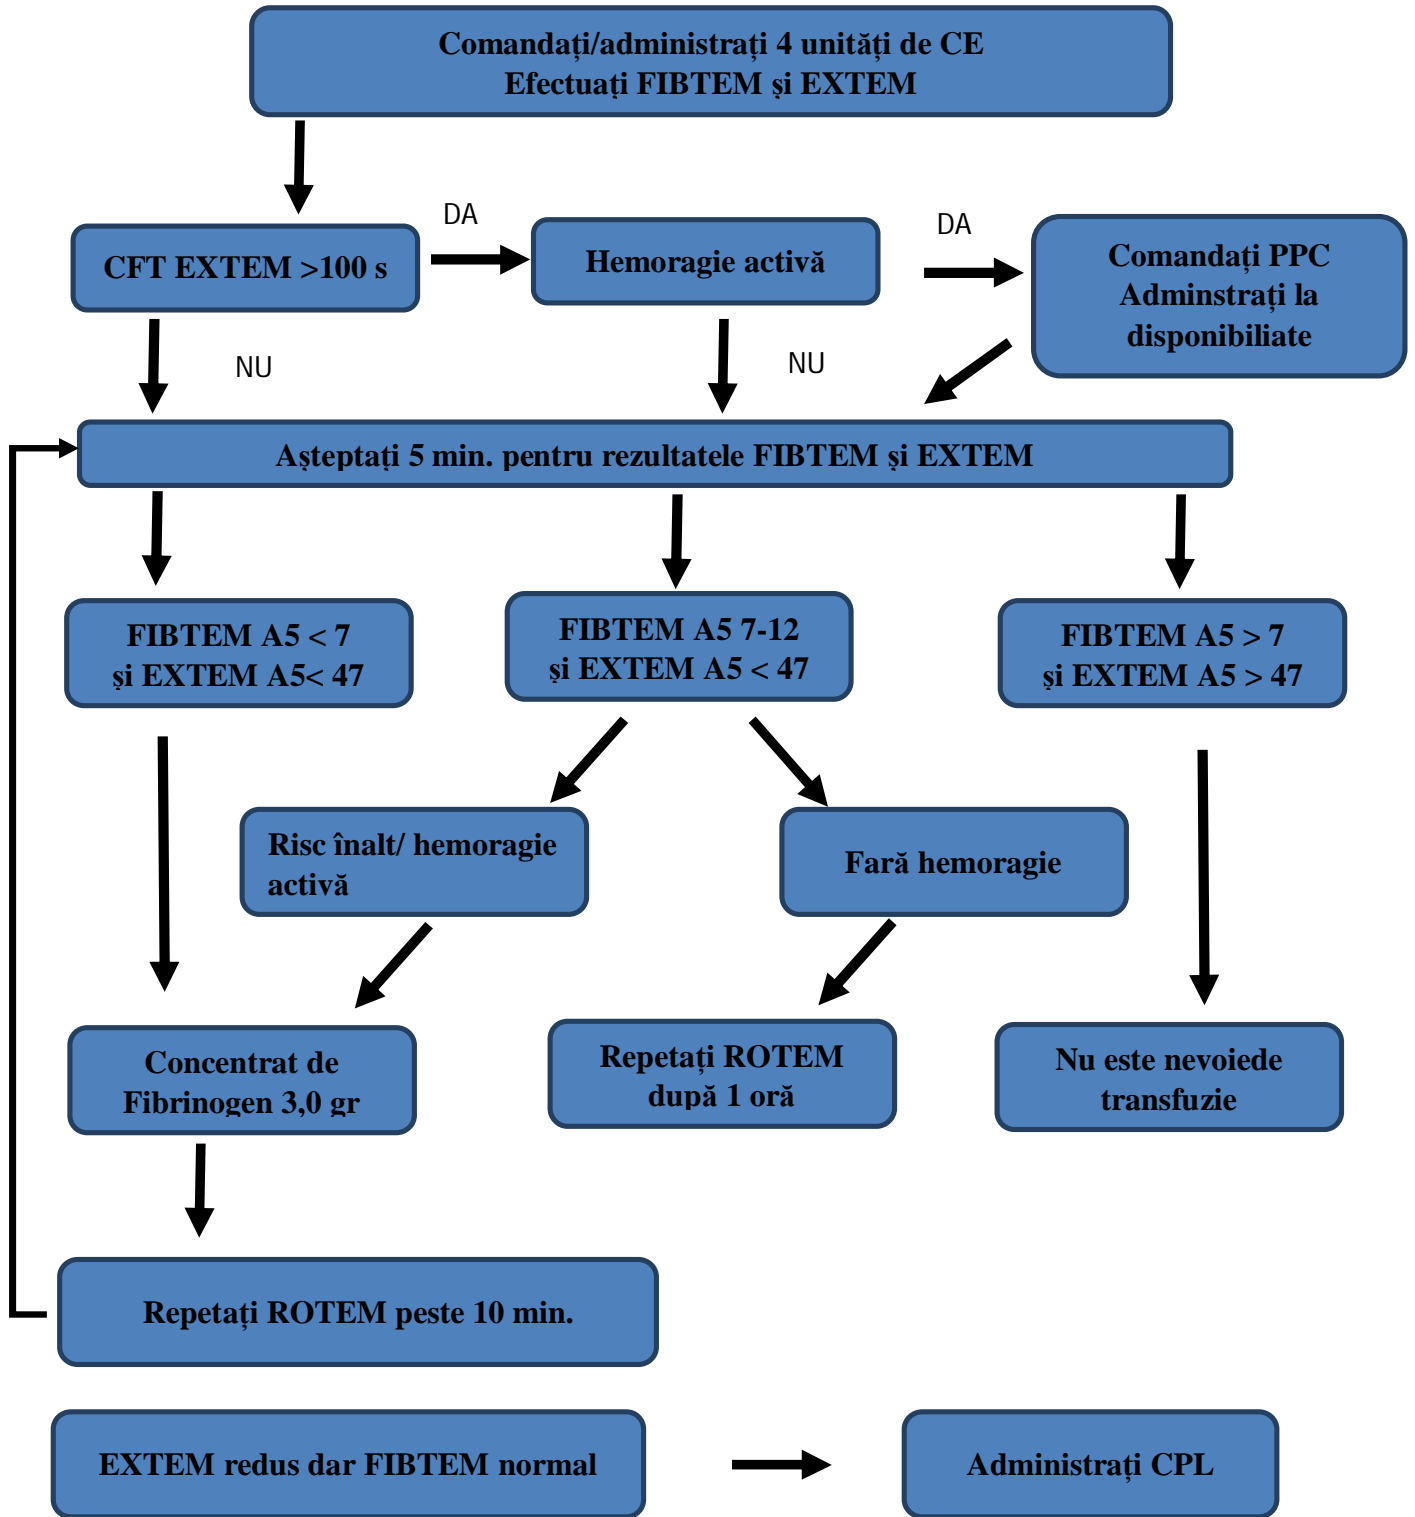 Comandați/administrați 4 unități de CE
Efectuați FIBTEM și EXTEM
CFT EXTEM >100 s
DA
Hemoragie activă
DA
Comandați PPC
Adminstrați la
disponibiliate
NU
NU
Așteptați 5 min. pentru rezultatele FIBTEM și EXTEM
FIBTEM A5 < 7
și EXTEM A5< 47
FIBTEM A5 7-12
și EXTEM A5 < 47
FIBTEM A5 > 7
și EXTEM A5 > 47
Risc înalt/ hemoragie
activă
Fară hemoragie
Concentrat de
Fibrinogen 3,0 gr
Repetați ROTEM
după 1 oră
Nu este nevoiede
transfuzie
Repetați ROTEM peste 10 min.
EXTEM redus dar FIBTEM normal
Administrați CPL